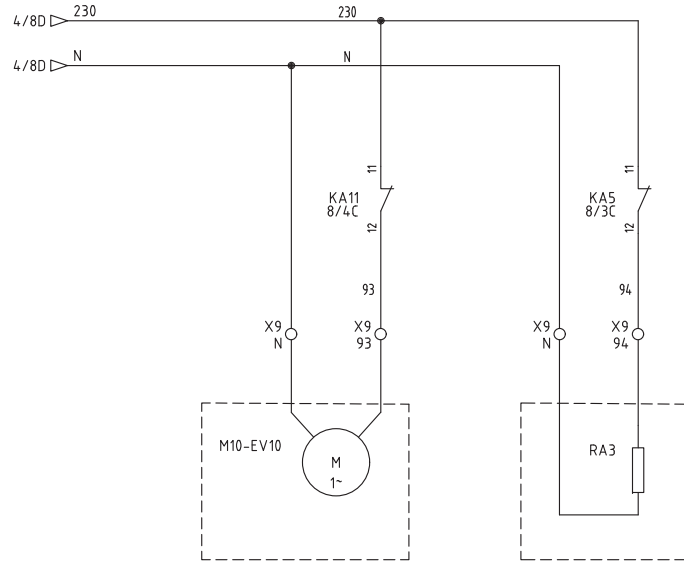 4/8D 230 230
4/8D N N
11 11
KA11 KA5
8/4C 8/3C
12 12
93 94
X9 X9 X9 X9
N 93 N 94
M10-EV10 RA3
M
1~